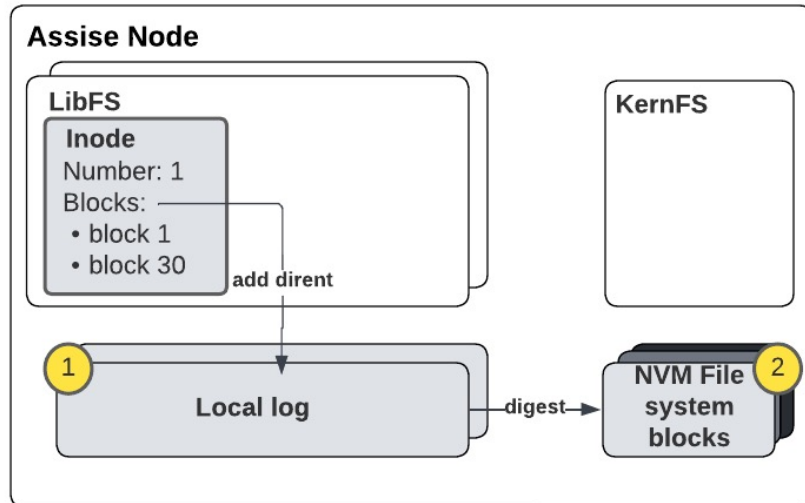 Assise Node
LibFS
Inode
Number: 1
Blocks:
• block 1
• block 30
add dirent
KernFS
1
Local log
digest
2
NVM File
system
blocks